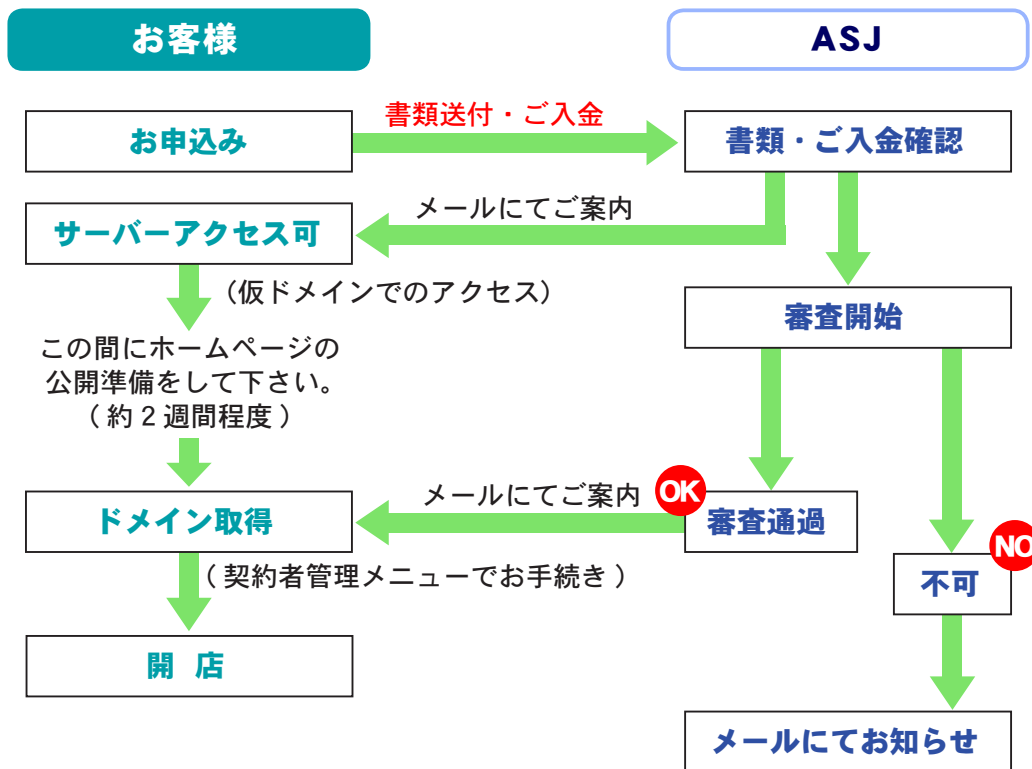 お客様
ASJ
お申込み
書類送付・ご入金
書類・ご入金確認
サーバーアクセス可
メールにてご案内
(仮ドメインでのアクセス)
審査開始
この間にホームページの
公開準備をして下さい。
(約2週間程度)
ドメイン取得
メールにてご案内
OK
審査通過
NO
不可
(契約者管理メニューでお手続き)
開 店
メールにてお知らせ